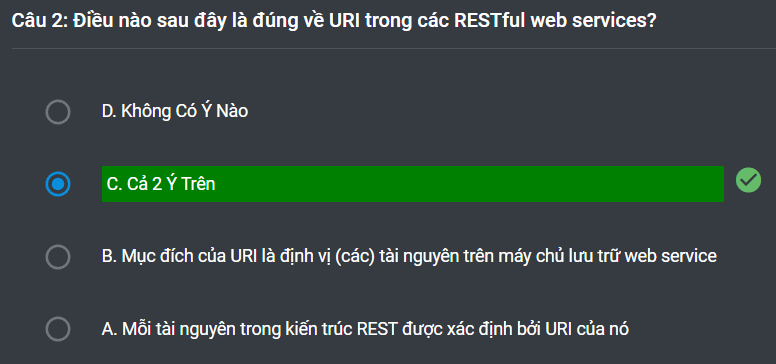 Câu 2: Điều nào sau đây là đúng về URI trong các RESTful web services?
D. Không Có Ý Nào
C. Cả 2 Ý Trên
B. Mục đích của URI là định vị (các) tài nguyên trên máy chủ lưu trữ web service
A. Mỗi tài nguyên trong kiến trúc REST được xác định bởi URI của nó